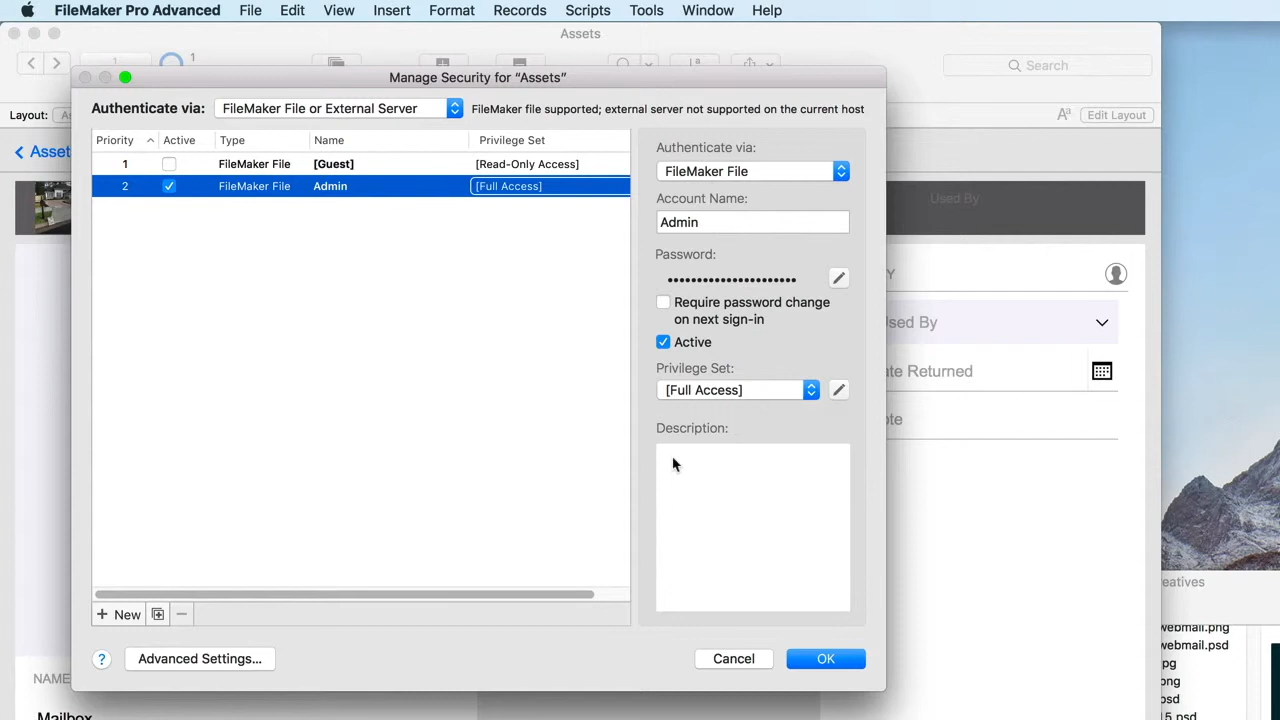 FileMaker Pro Advanced File Edit View Insert Format Records Scripts Tools Window Help
Assets
1 1
Search
Manage Security for "Assets"
Layout:
Edit Layout
Authenticate via: FileMaker File or External Server FileMaker file supported; external server not supported on the current host
Priority Active Type Name Privilege Set
1 FileMaker File [Guest] [Read-Only Access]
2 FileMaker File Admin [Full Access]
Authenticate via:
FileMaker File
Account Name:
Admin
Password:
••••••••••••••••••••••
Require password change
on next sign-in
Active
Privilege Set:
[Full Access]
Description:
+ New
? Advanced Settings... Cancel OK
Asset
Used By
Y
sed By
te Returned
te
NAME
Mailbox
eatives
webmail.png
webmail.psd
pg
png
psd
15.psd